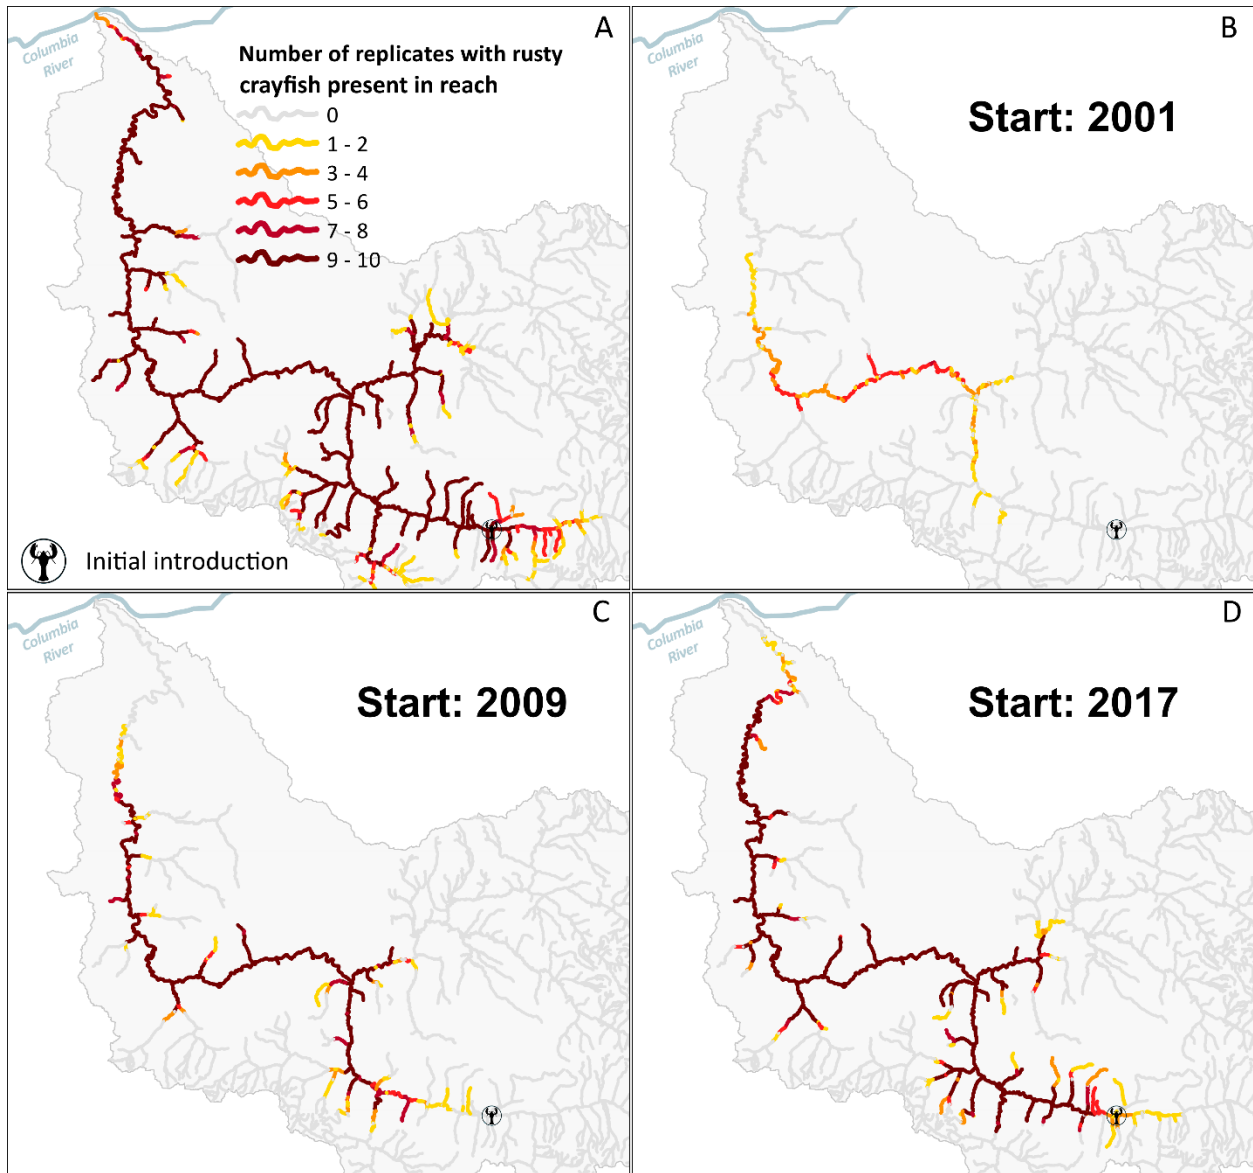 A
Columbia
River
Number of replicates with rusty
crayfish present in reach
0
1 - 2
3 - 4
5 - 6
7 - 8
9 - 10
Initial introduction
B
Columbia
River
Start: 2001
C
Columbia
River
Start: 2009
D
Columbia
River
Start: 2017